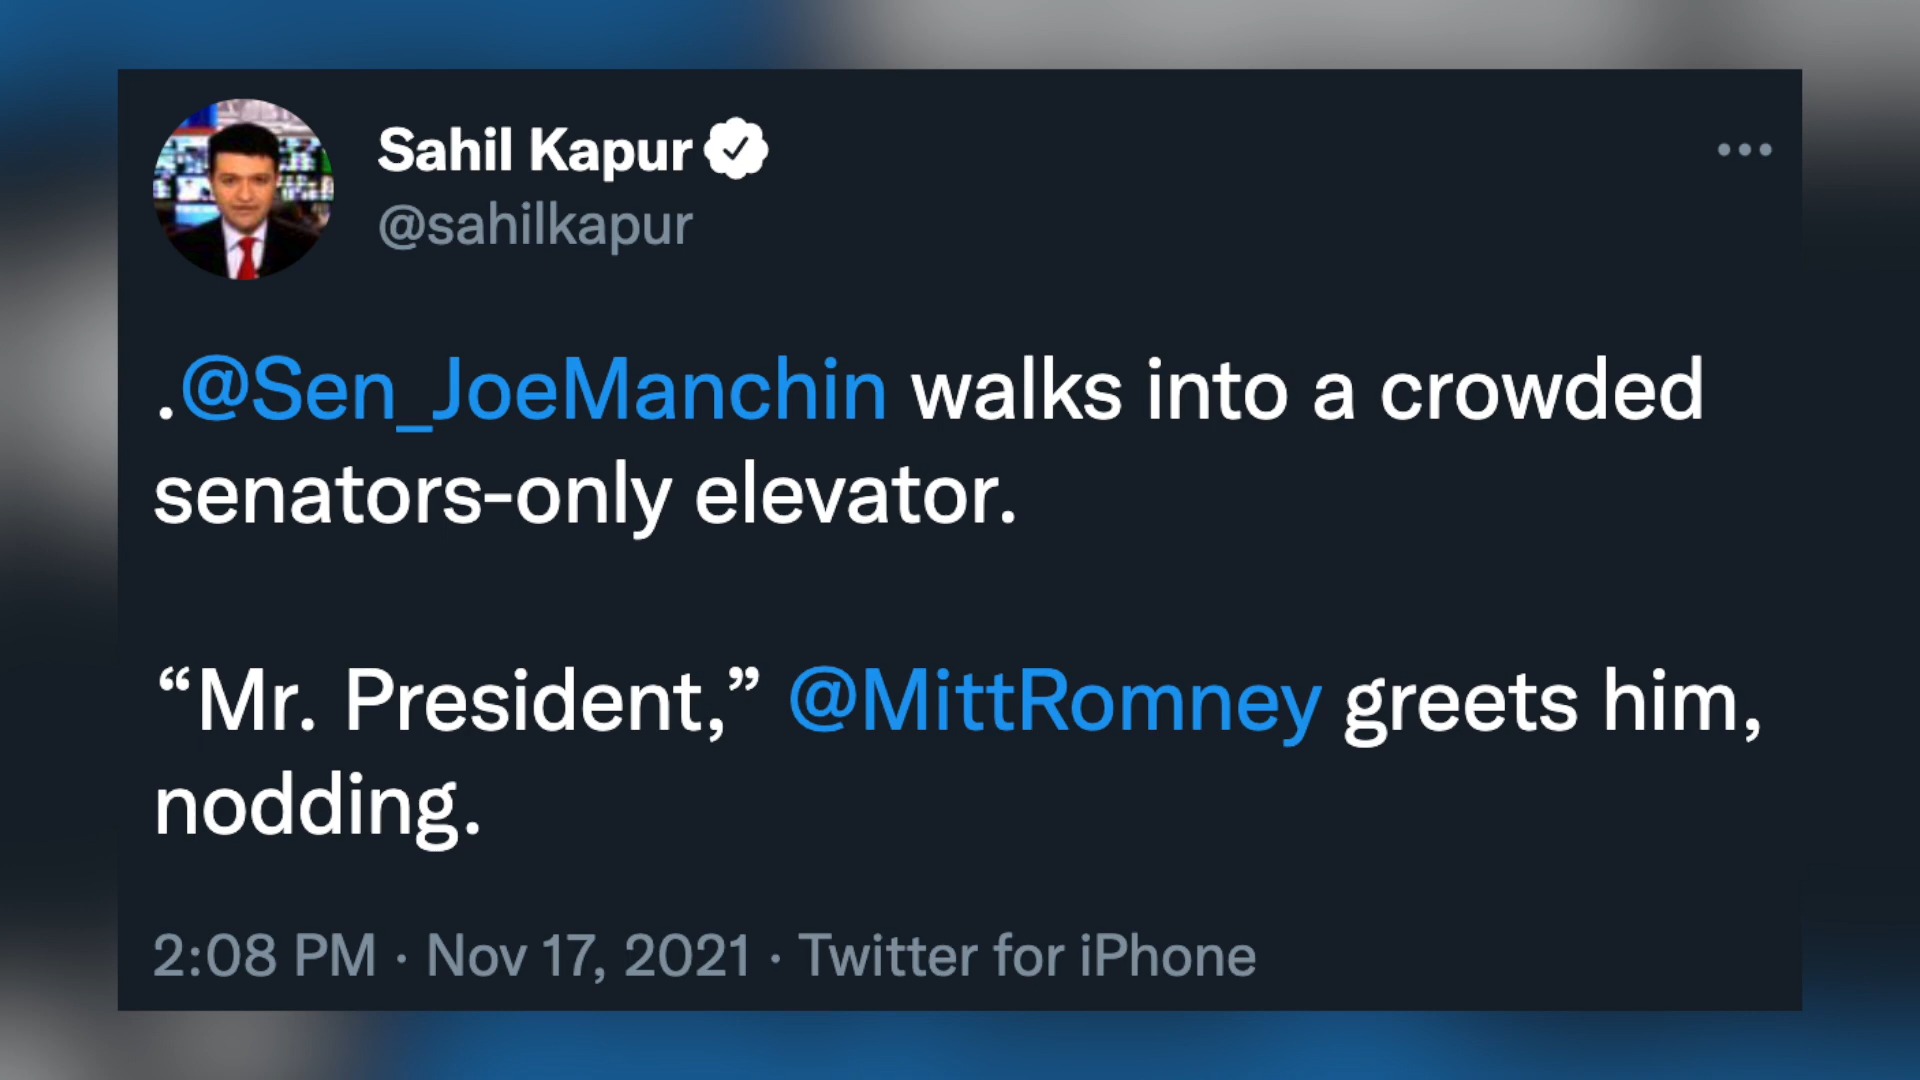 Sahil Kapur
@sahilkapur
.@Sen_JoeManchin walks into a crowded
senators-only elevator.
“Mr. President,” @MittRomney greets him,
nodding.
2:08 PM · Nov 17, 2021 · Twitter for iPhone